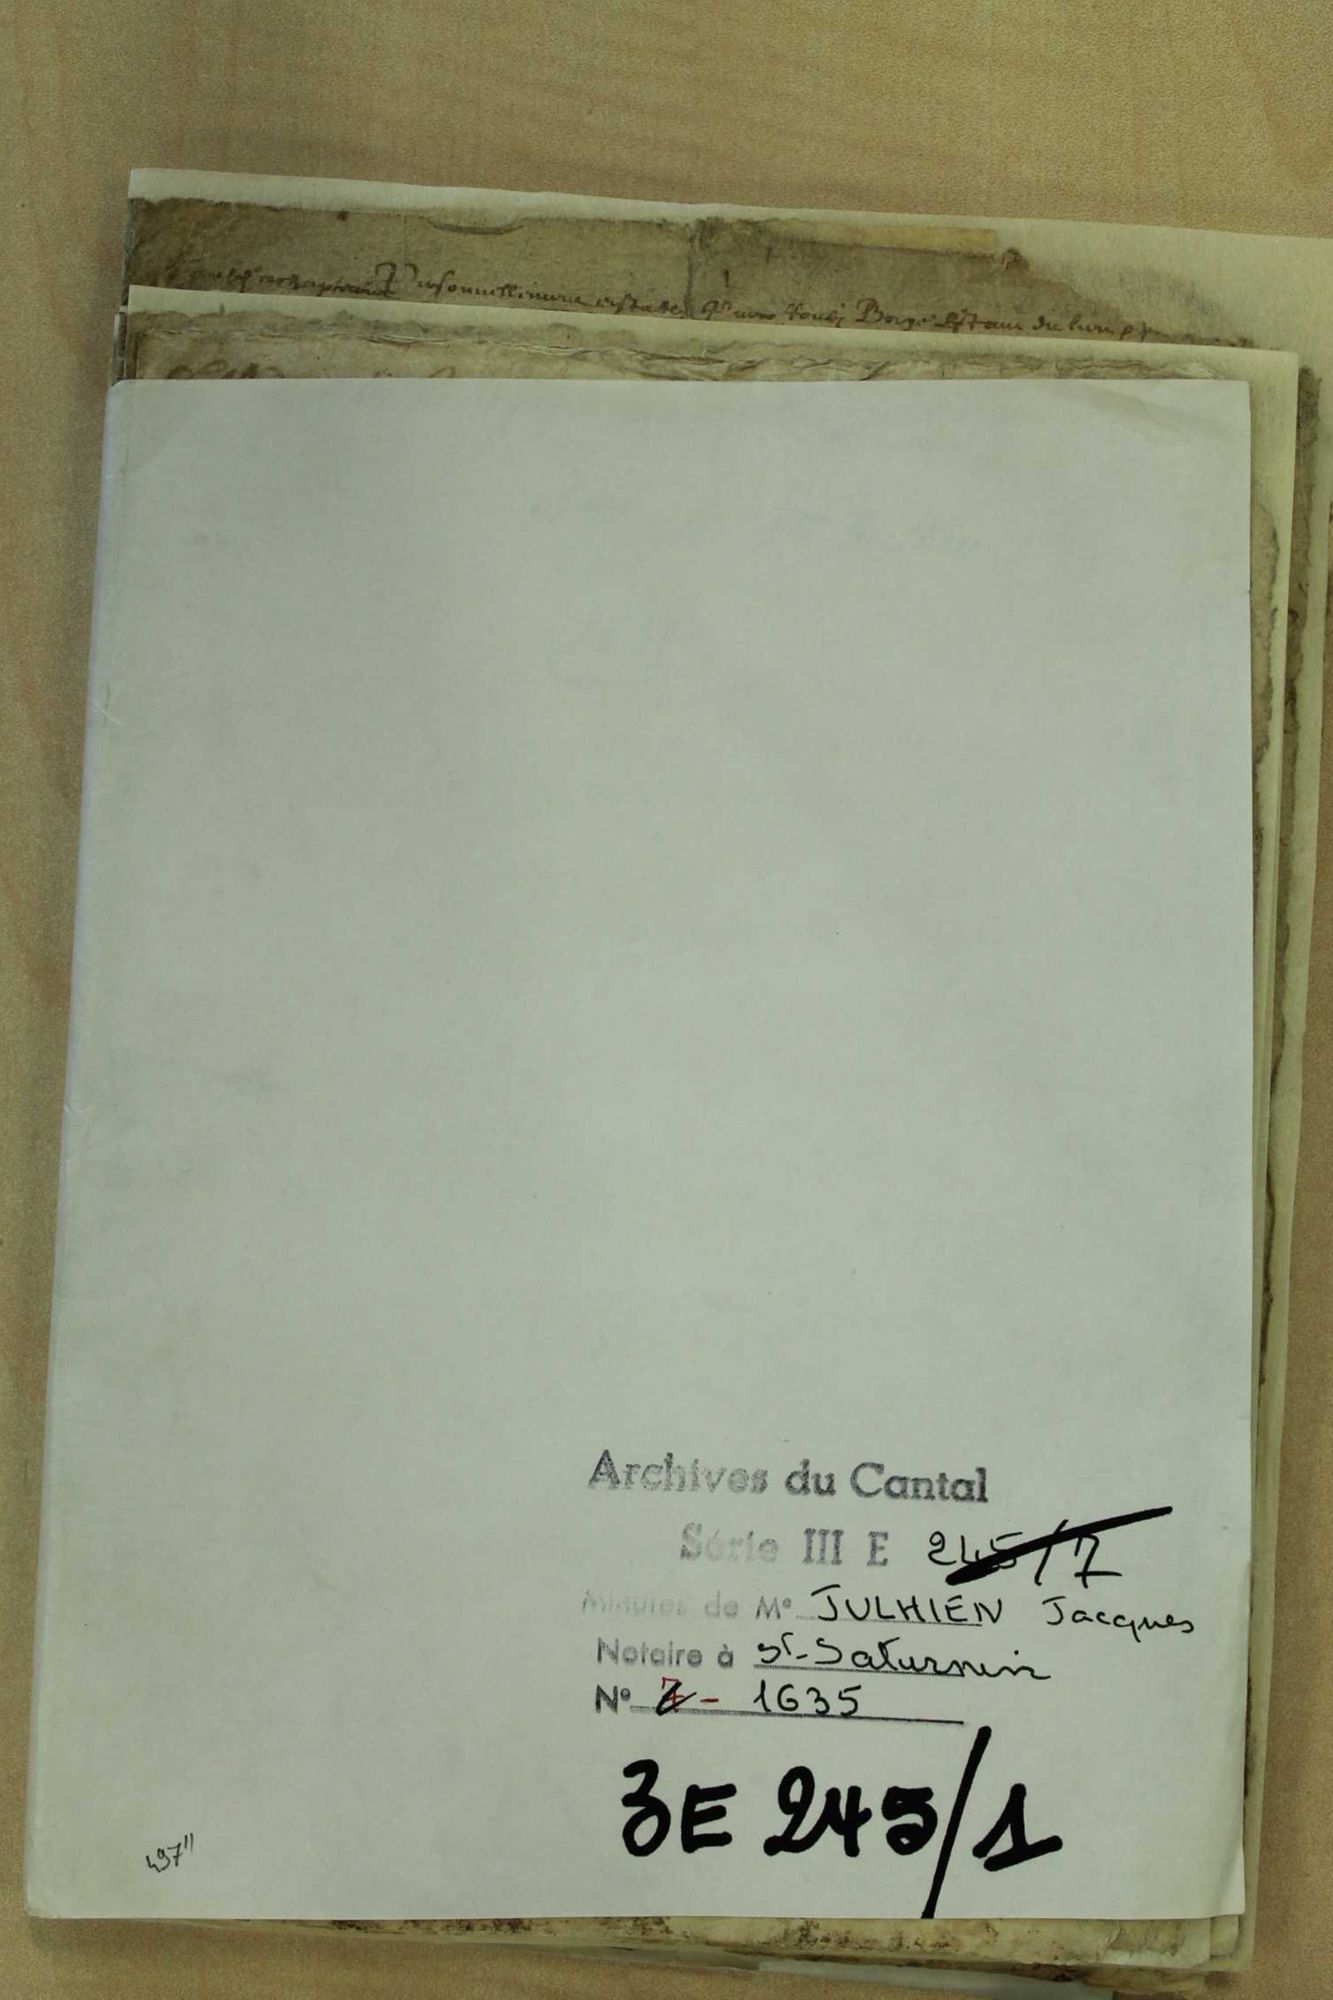 Archives du Cantal
Série III E 245/7
Minutes de Me JULHIEN Jacques
Notaire à St-Saturnin
No 7 - 1635
3E 245/1